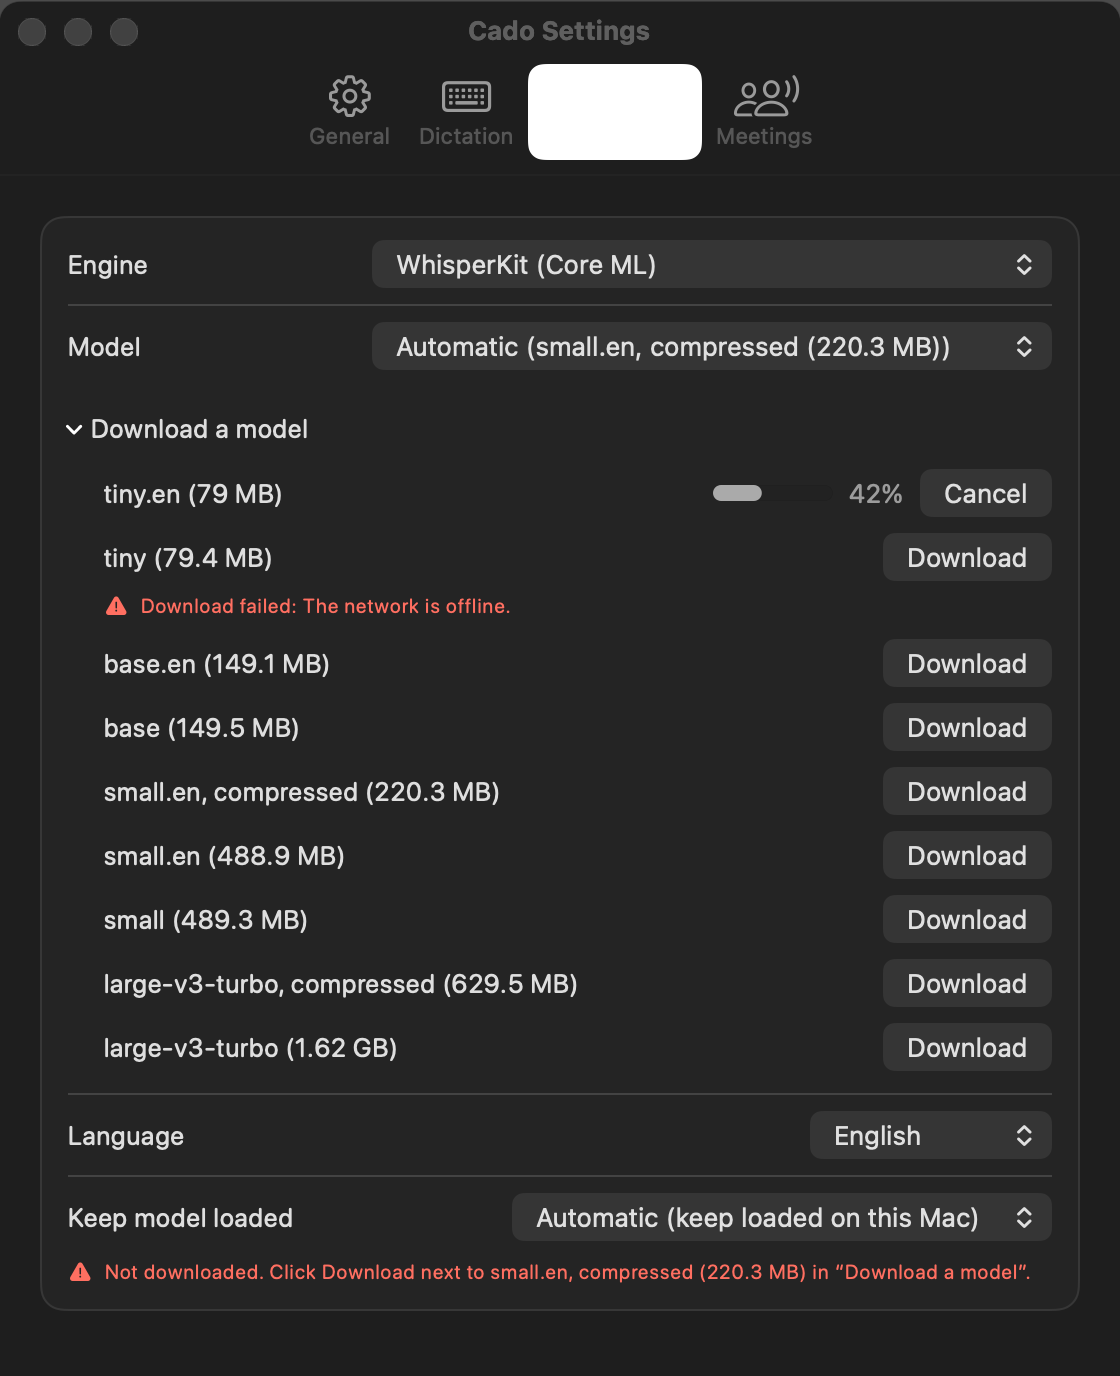 Cado Settings
General
Dictation
Meetings
Engine
WhisperKit (Core ML)
Model
Automatic (small.en, compressed (220.3 MB))
Download a model
tiny.en (79 MB)
42%
Cancel
tiny (79.4 MB)
Download
Download failed: The network is offline.
base.en (149.1 MB)
Download
base (149.5 MB)
Download
small.en, compressed (220.3 MB)
Download
small.en (488.9 MB)
Download
small (489.3 MB)
Download
large-v3-turbo, compressed (629.5 MB)
Download
large-v3-turbo (1.62 GB)
Download
Language
English
Keep model loaded
Automatic (keep loaded on this Mac)
Not downloaded. Click Download next to small.en, compressed (220.3 MB) in “Download a model”.